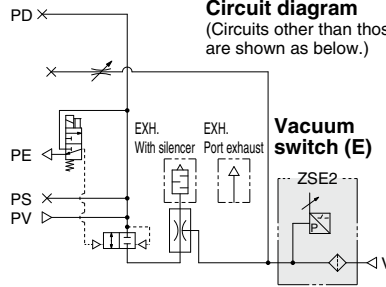 Circuit diagram
(Circuits other than thos
are shown as below.)
PD
EXH.
With silencer
EXH.
Port exhaust
Vacuum
switch (E)
PE
ZSE2
PS
PV
P
V